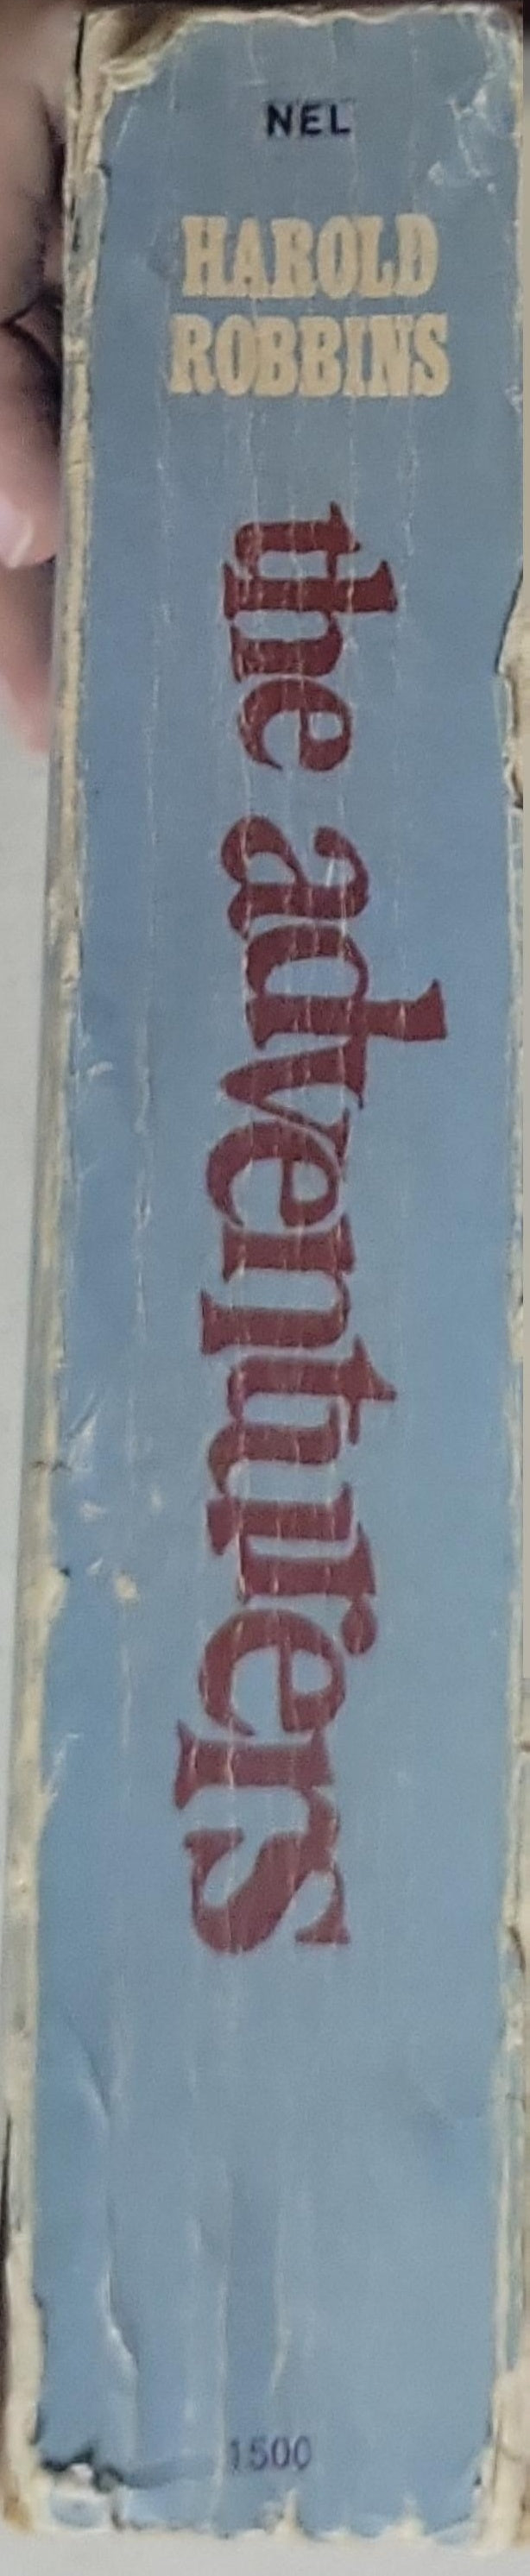 NEL
HAROLD
ROBBINS
the adventurers
1500